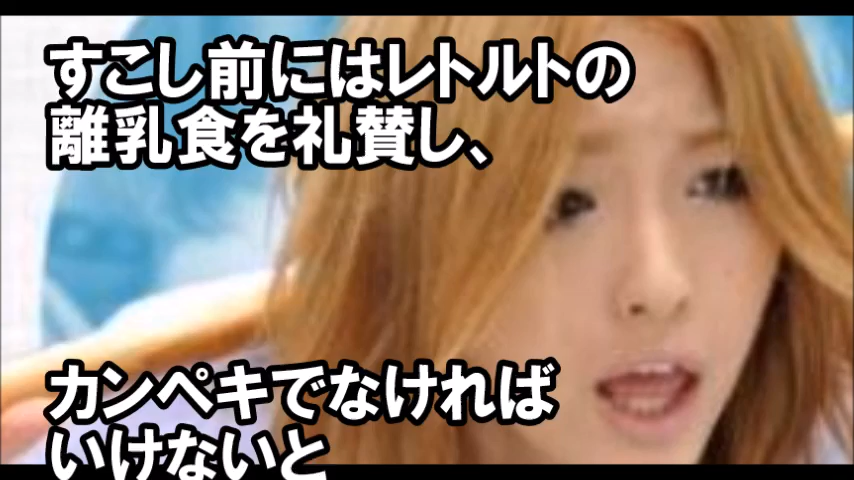 すこし前にはレトルトの
離乳食を礼賛し、
カンペキでなければ
いけないと